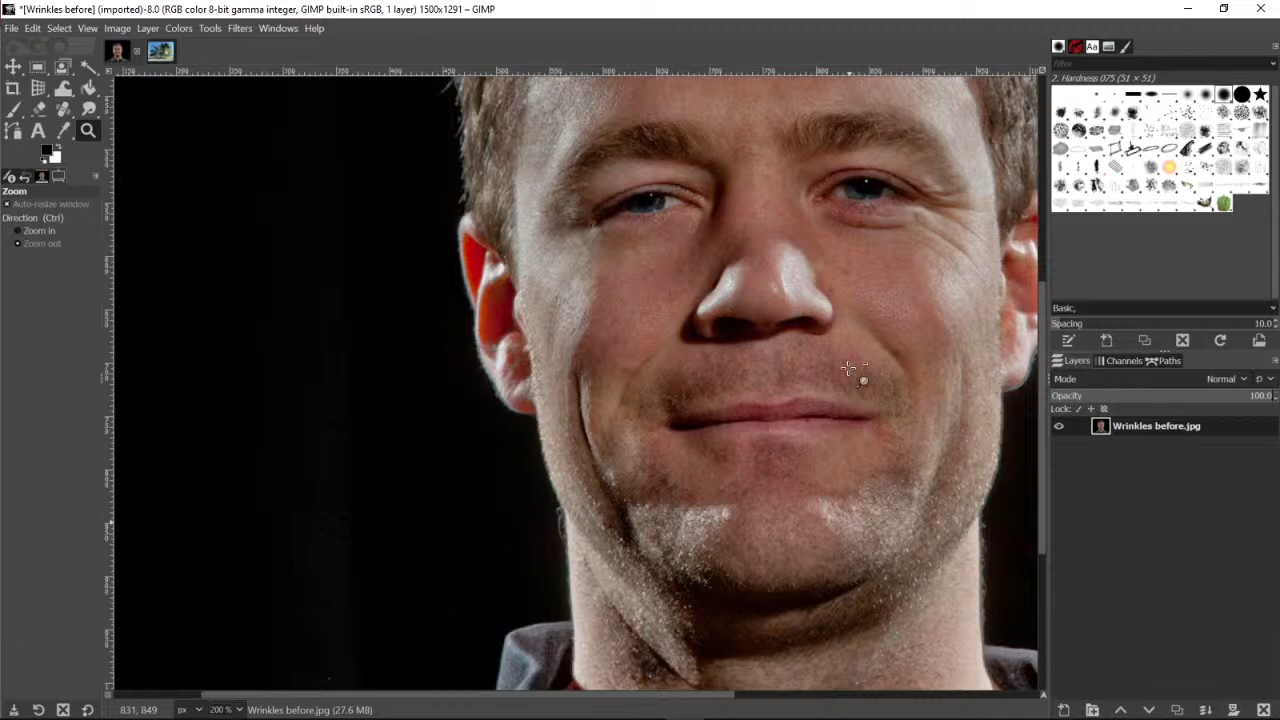 *[Wrinkles before] (imported)-8.0 (RGB color 8-bit gamma integer, GIMP built-in sRGB, 1 layer) 1500x1291 – GIMP
File Edit Select View Image Layer Colors Tools Filters Windows Help
Filter
2. Hardness 075 (51 × 51)
Zoom
Auto-resize window
Direction (Ctrl)
Zoom in
Zoom out
Basic,
Spacing 10.0
Layers Channels Paths
Mode Normal
Opacity 100.0
Lock:
Wrinkles before.jpg
831, 849 px 200 % Wrinkles before.jpg (27.6 MB)